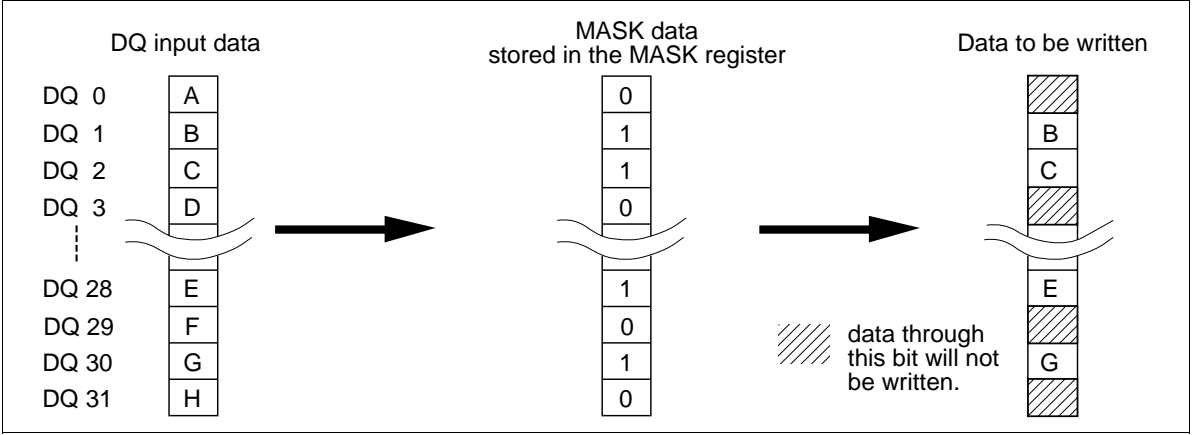 DQ input data
MASK data
stored in the MASK register
Data to be written
DQ 0 A 0
DQ 1 B 1 B
DQ 2 C 1 C
DQ 3 D 0
DQ 28 E 1 E
DQ 29 F 0
DQ 30 G 1 G
DQ 31 H 0
data through
this bit will not
be written.